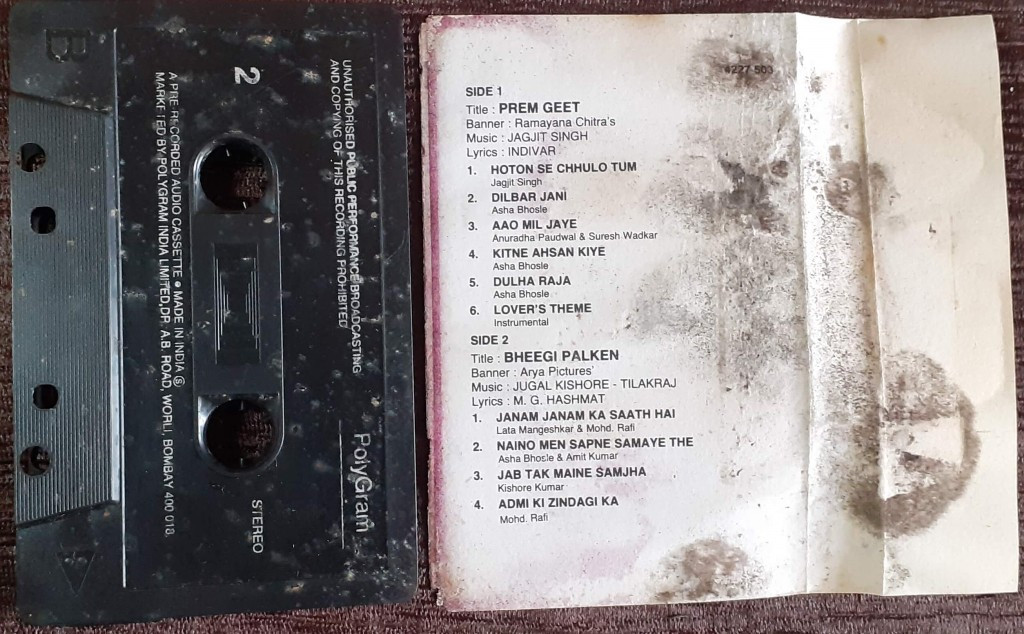 B
2
UNAUTHORISED PUBLIC PERFORMANCE BROADCASTING
AND COPYING OF THIS RECORDING PROHIBITED
A PRE-RECORDED AUDIO CASSETTE • MADE IN INDIA Ⓢ
MARKETED BY POLYGRAM INDIA LIMITED, DR. A.B. ROAD, WORLI, BOMBAY 400 018.
PolyGram
STEREO
4227 503
SIDE 1
Title : PREM GEET
Banner : Ramayana Chitra's
Music : JAGJIT SINGH
Lyrics : INDIVAR
1. HOTON SE CHHULO TUM
Jagjit Singh
2. DILBAR JANI
Asha Bhosle
3. AAO MIL JAYE
Anuradha Paudwal & Suresh Wadkar
4. KITNE AHSAN KIYE
Asha Bhosle
5. DULHA RAJA
Asha Bhosle
6. LOVER'S THEME
Instrumental
SIDE 2
Title : BHEEGI PALKEN
Banner : Arya Pictures'
Music : JUGAL KISHORE - TILAKRAJ
Lyrics : M. G. HASHMAT
1. JANAM JANAM KA SAATH HAI
Lata Mangeshkar & Mohd. Rafi
2. NAINO MEN SAPNE SAMAYE THE
Asha Bhosle & Amit Kumar
3. JAB TAK MAINE SAMJHA
Kishore Kumar
4. ADMI KI ZINDAGI KA
Mohd. Rafi